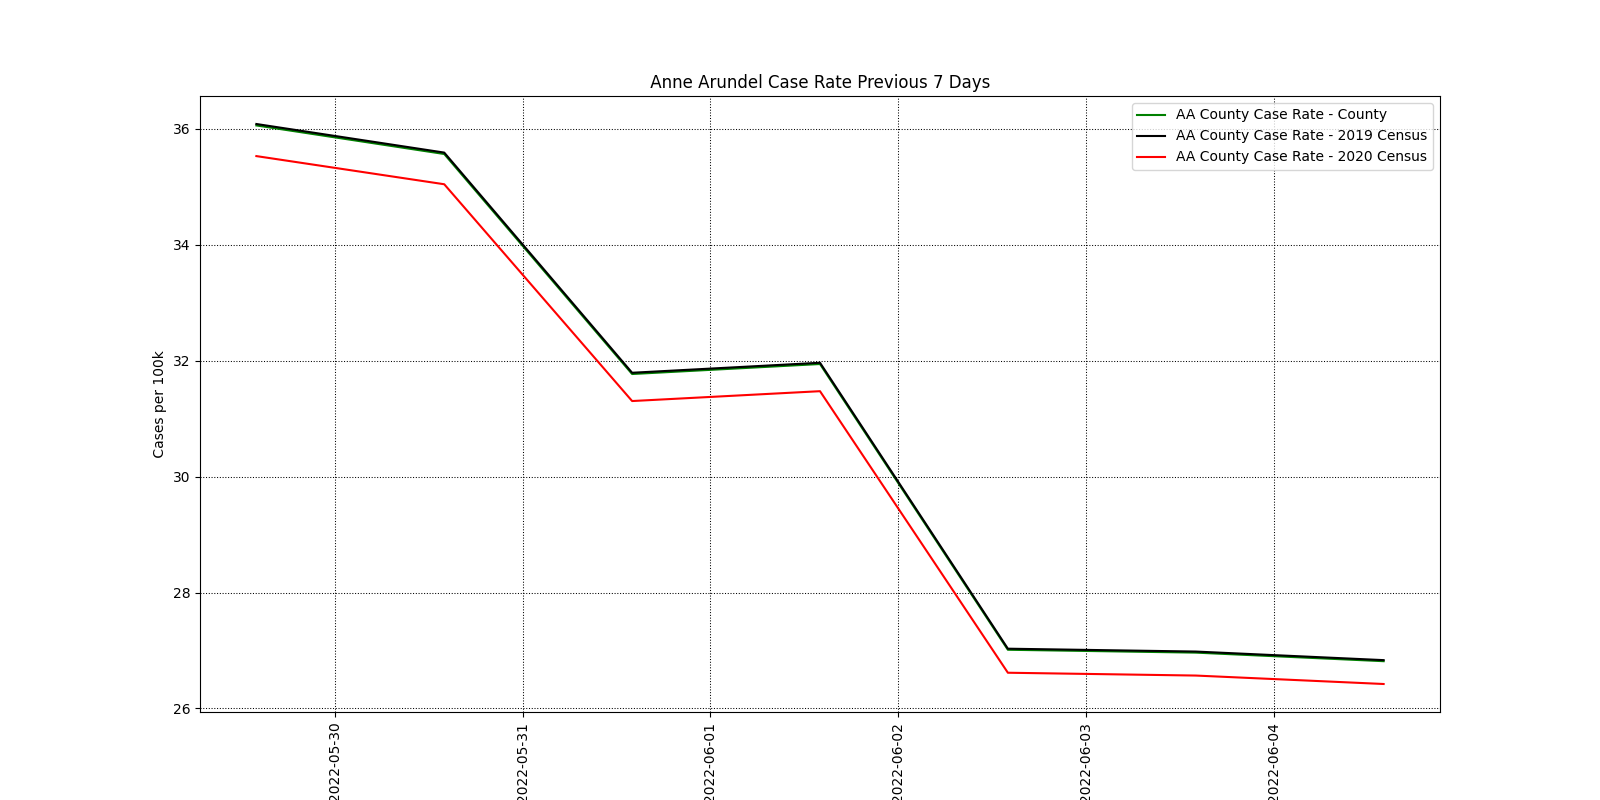 Anne Arundel Case Rate Previous 7 Days
AA County Case Rate - County
AA County Case Rate - 2019 Census
AA County Case Rate - 2020 Census
Cases per 100k
36
34
32
30
28
26
2022-05-30
2022-05-31
2022-06-01
2022-06-02
2022-06-03
2022-06-04